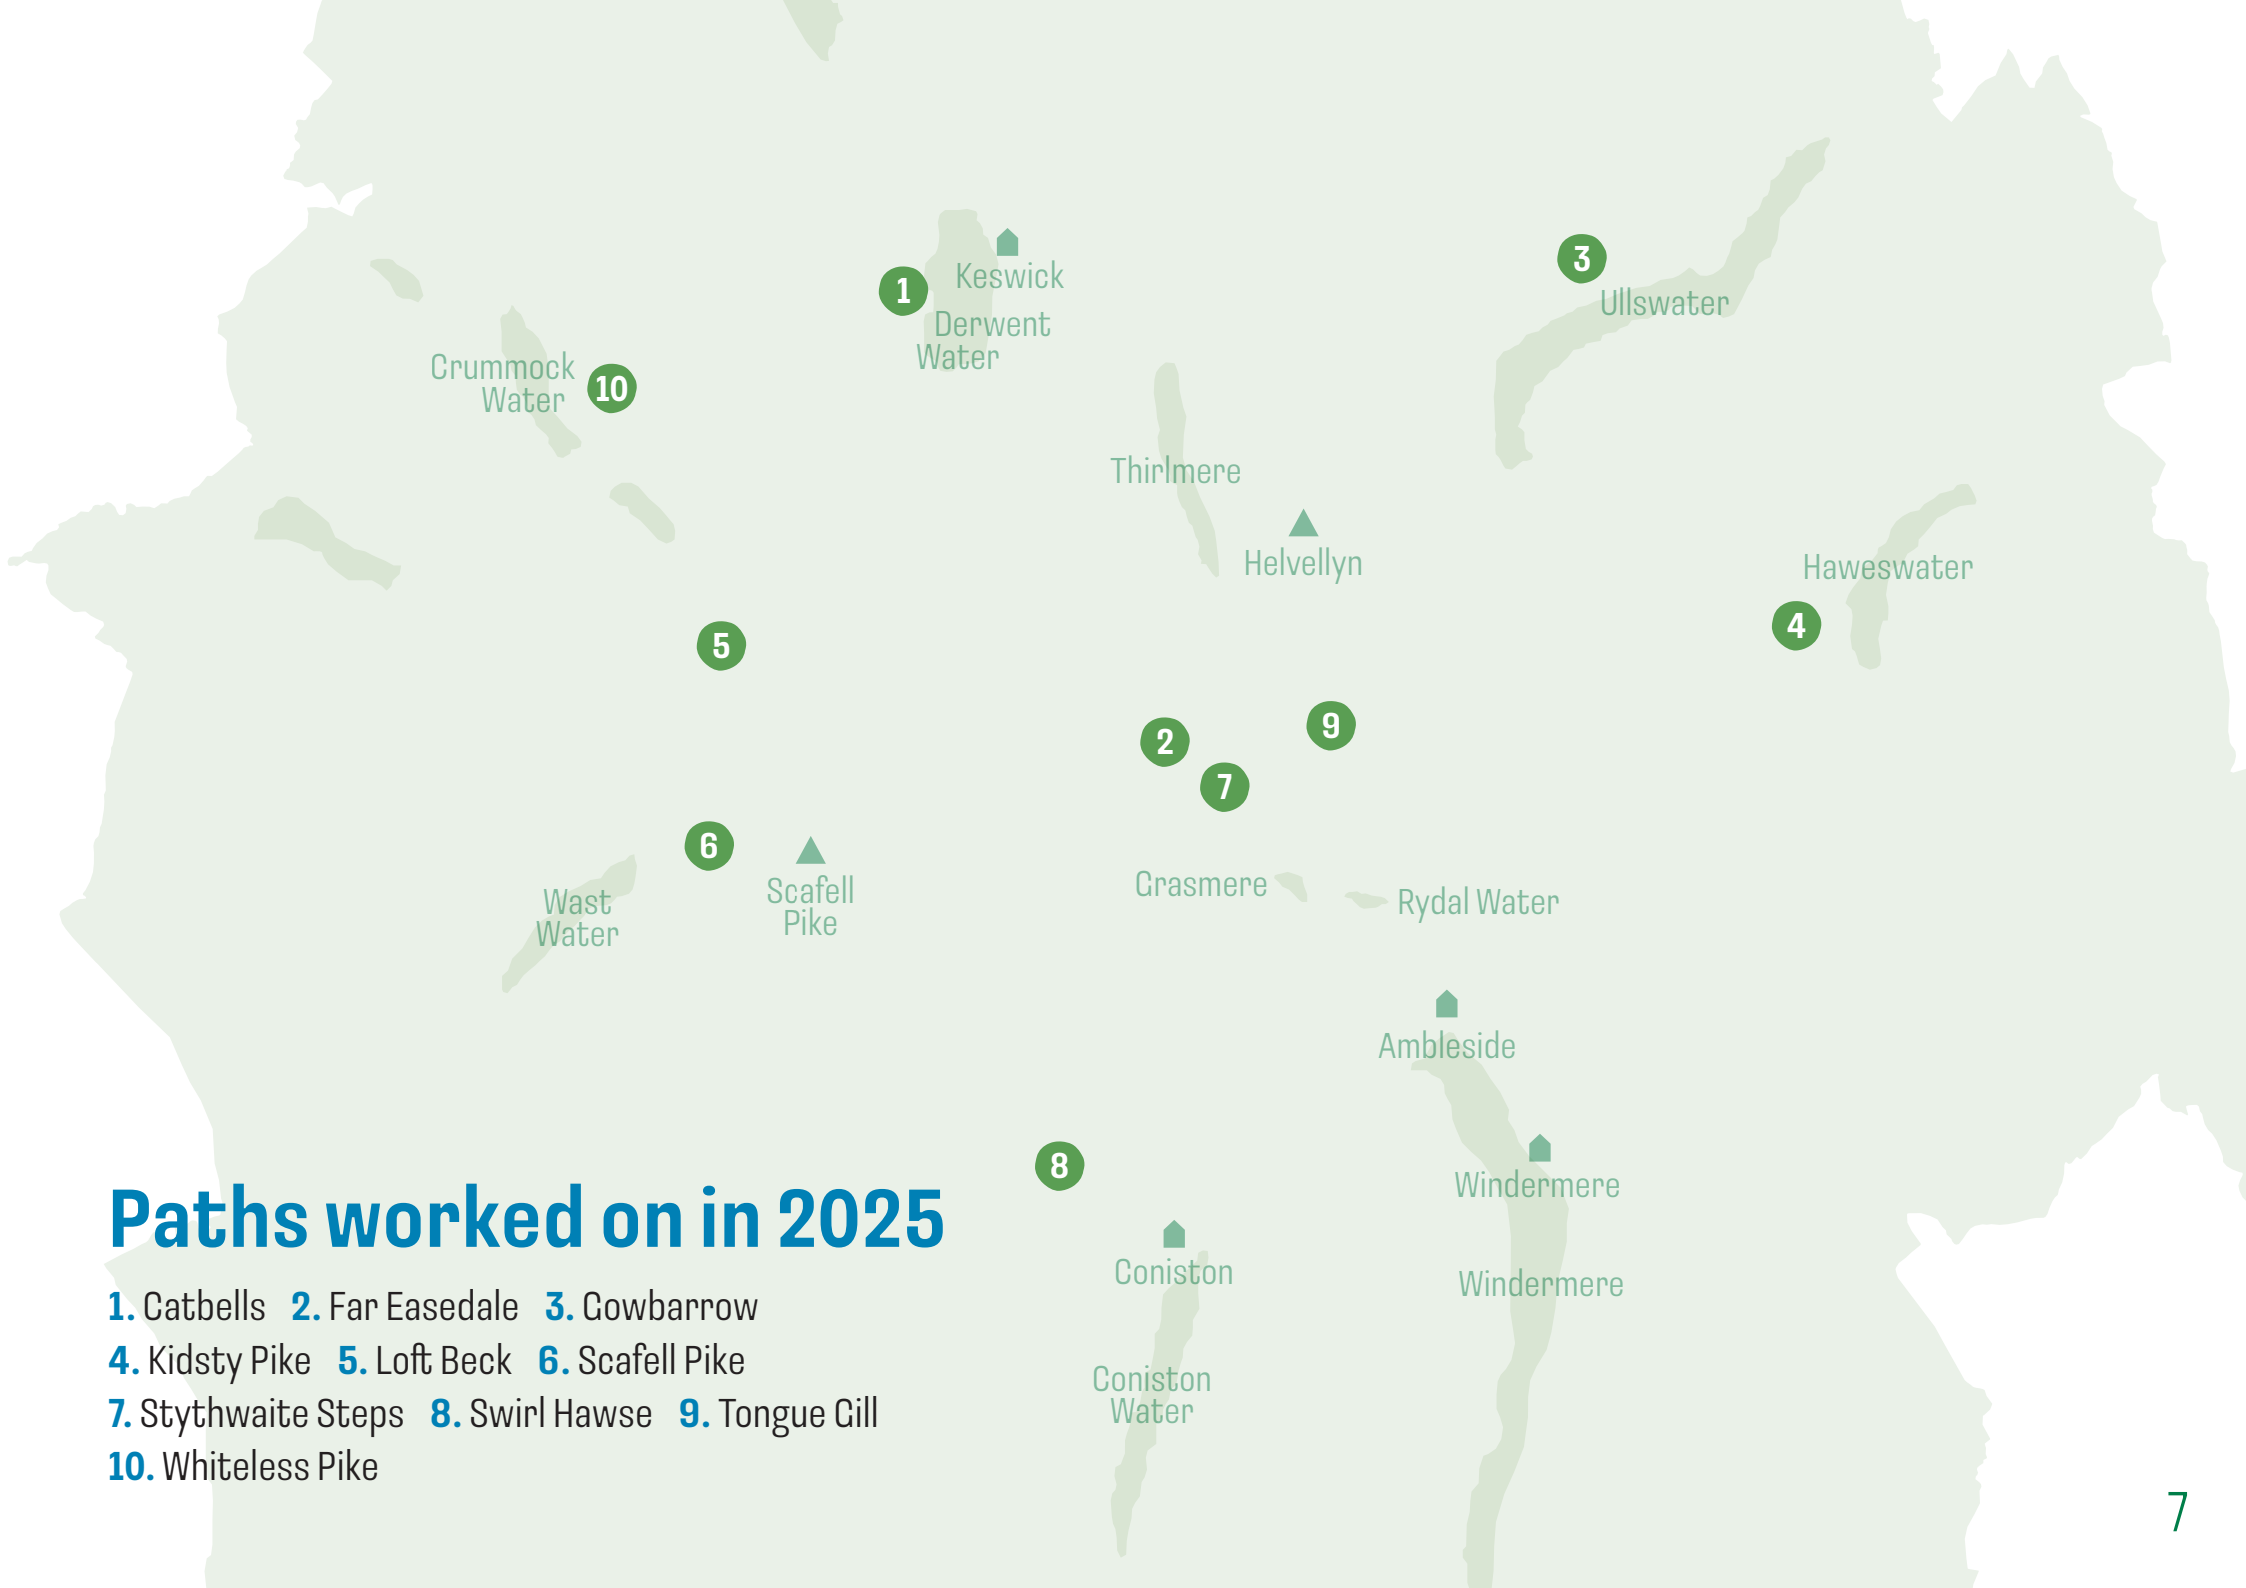 3
Keswick
1
Ullswater
Derwent
Water
Crummock
Water
10
Thirlmere
Helvellyn
Haweswater
4
5
9
2
7
6
Scafell
Pike
Grasmere
Rydal Water
Wast
Water
Ambleside
8
Windermere
Coniston
Windermere
Coniston
Water
Paths worked on in 2025
1. Catbells 2. Far Easedale 3. Gowbarrow
4. Kidsty Pike 5. Loft Beck 6. Scafell Pike
7. Stythwaite Steps 8. Swirl Hawse 9. Tongue Gill
10. Whiteless Pike
7